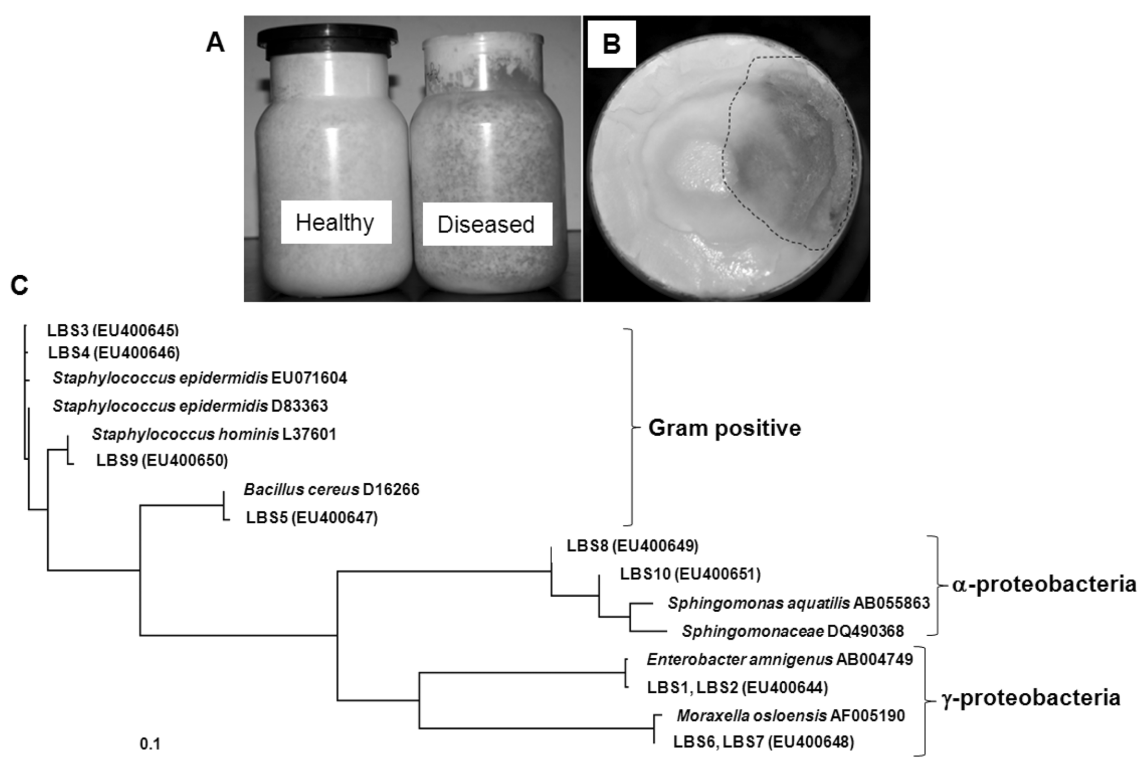 A
B
Healthy
Diseased
C
LBS3 (EU400645)
LBS4 (EU400646)
Staphylococcus epidermidis EU071604
Staphylococcus epidermidis D83363
Staphylococcus hominis L37601
LBS9 (EU400650)
Bacillus cereus D16266
LBS5 (EU400647)
Gram positive
LBS8 (EU400649)
LBS10 (EU400651)
Sphingomonas aquatilis AB055863
Sphingomonaceae DQ490368
α-proteobacteria
Enterobacter amnigenus AB004749
LBS1, LBS2 (EU400644)
Moraxella osloensis AF005190
LBS6, LBS7 (EU400648)
γ-proteobacteria
0.1